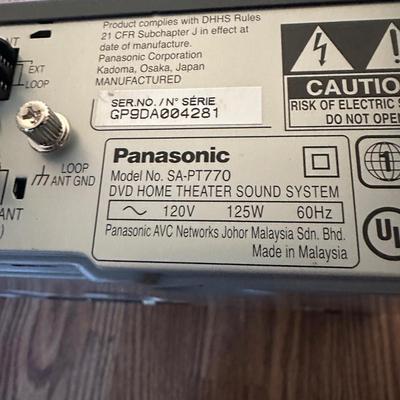 Product complies with DHHS Rules
21 CFR Subchapter J in effect at
date of manufacture.
Panasonic Corporation
Kadoma, Osaka, Japan
MANUFACTURED
ANT
EXT
LOOP
SER.NO. / N° SÉRIE
GP9DA004281
CAUTIO
RISK OF ELECTRIC S
DO NOT OPE
LOOP
ANT GND
ANT
Panasonic
Model No. SA-PT770
DVD HOME THEATER SOUND SYSTEM
120V 125W 60Hz
Panasonic AVC Networks Johor Malaysia Sdn. Bhd.
Made in Malaysia
1
UL